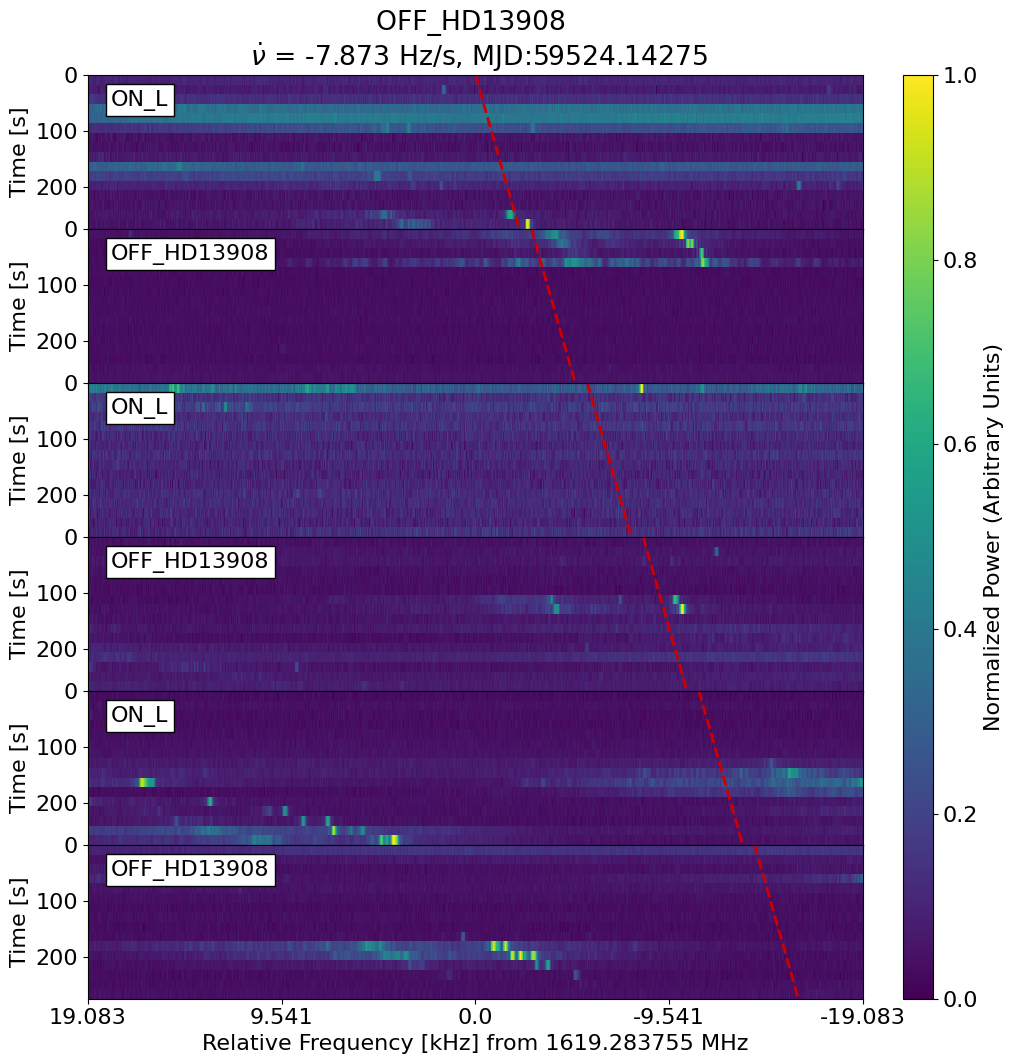 OFF_HD13908
ν̇ = -7.873 Hz/s, MJD:59524.14275
0
100
200
Time [s]
ON_L
0
100
200
Time [s]
OFF_HD13908
0
100
200
Time [s]
ON_L
0
100
200
Time [s]
OFF_HD13908
0
100
200
Time [s]
ON_L
0
100
200
Time [s]
OFF_HD13908
19.083
9.541
0.0
-9.541
-19.083
Relative Frequency [kHz] from 1619.283755 MHz
1.0
0.8
0.6
0.4
0.2
0.0
Normalized Power (Arbitrary Units)